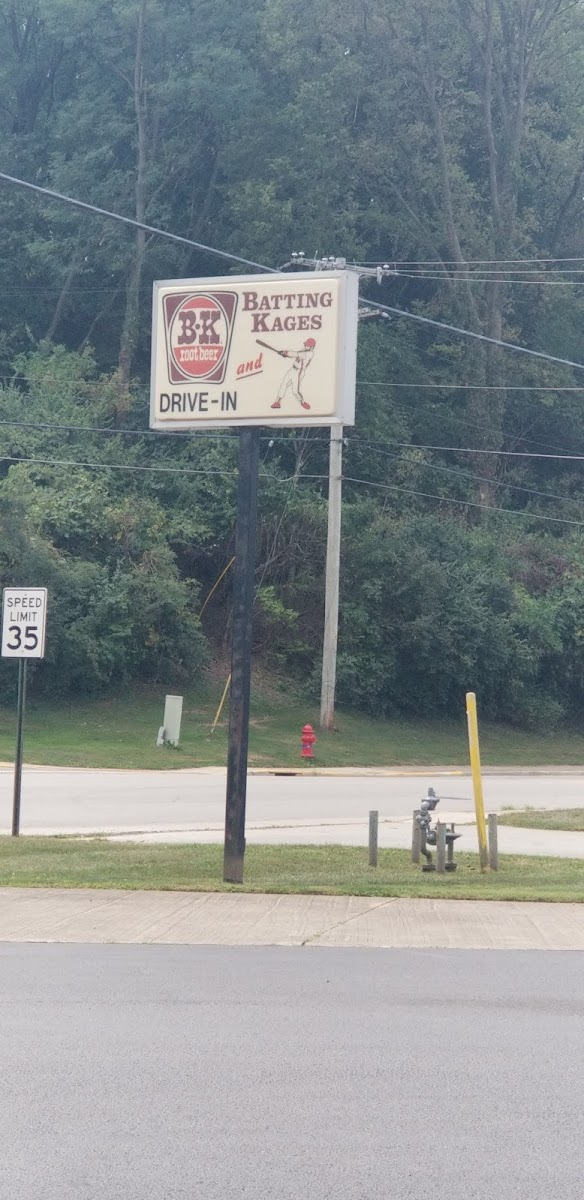 B·K
root beer
DRIVE-IN
and
BATTING
KAGES
SPEED
LIMIT
35